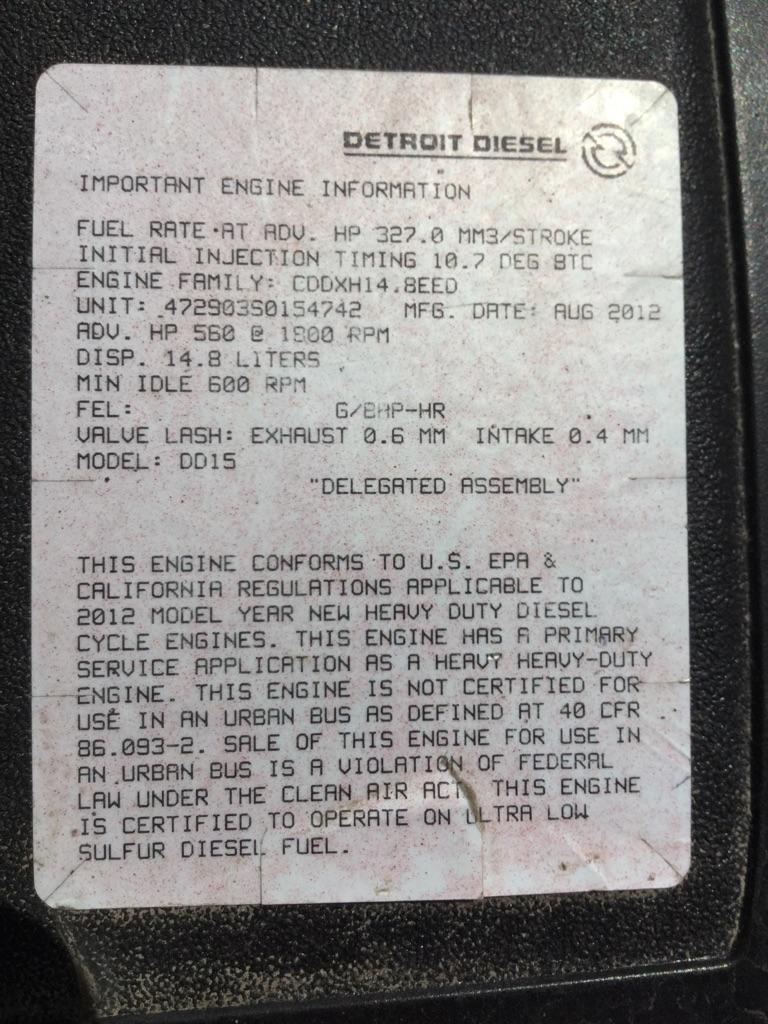 DETROIT DIESEL
IMPORTANT ENGINE INFORMATION
FUEL RATE AT ADV. HP 327.0 MM3/STROKE
INITIAL INJECTION TIMING 10.7 DEG BTC
ENGINE FAMILY: CDDXH14.8EED
UNIT: 472903S0154742 MFG. DATE: AUG 2012
ADV. HP 560 @ 1800 RPM
DISP. 14.8 LITERS
MIN IDLE 600 RPM
FEL: G/BHP-HR
VALVE LASH: EXHAUST 0.6 MM INTAKE 0.4 MM
MODEL: DD15
"DELEGATED ASSEMBLY"
THIS ENGINE CONFORMS TO U.S. EPA &
CALIFORNIA REGULATIONS APPLICABLE TO
2012 MODEL YEAR NEW HEAVY DUTY DIESEL
CYCLE ENGINES. THIS ENGINE HAS A PRIMARY
SERVICE APPLICATION AS A HEAVY HEAVY-DUTY
ENGINE. THIS ENGINE IS NOT CERTIFIED FOR
USE IN AN URBAN BUS AS DEFINED AT 40 CFR
86.093-2. SALE OF THIS ENGINE FOR USE IN
AN URBAN BUS IS A VIOLATION OF FEDERAL
LAW UNDER THE CLEAN AIR ACT. THIS ENGINE
IS CERTIFIED TO OPERATE ON ULTRA LOW
SULFUR DIESEL FUEL.